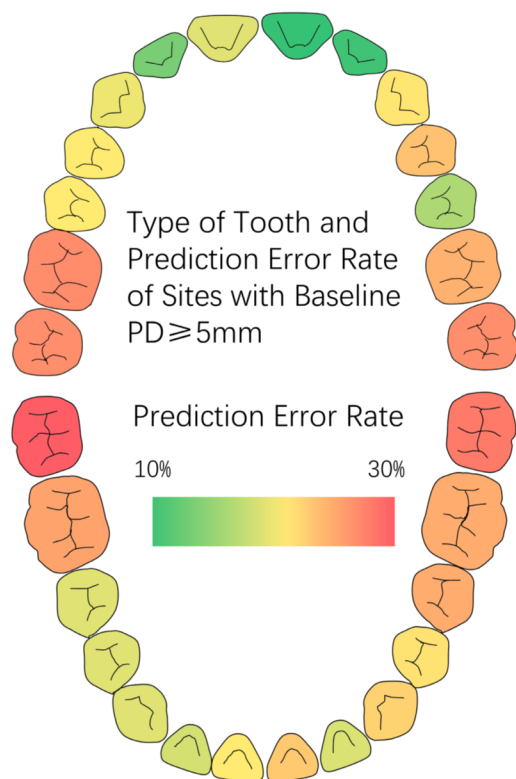 Type of Tooth and
Prediction Error Rate
of Sites with Baseline
PD≥5mm
Prediction Error Rate
10% 30%